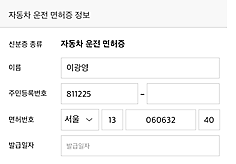 자동차 운전 면허증 정보
신분증 종류 자동차 운전 면허증
이름 이광영
주민등록번호 811225 -
면허번호 서울 13 060632 40
발급일자 발급일자